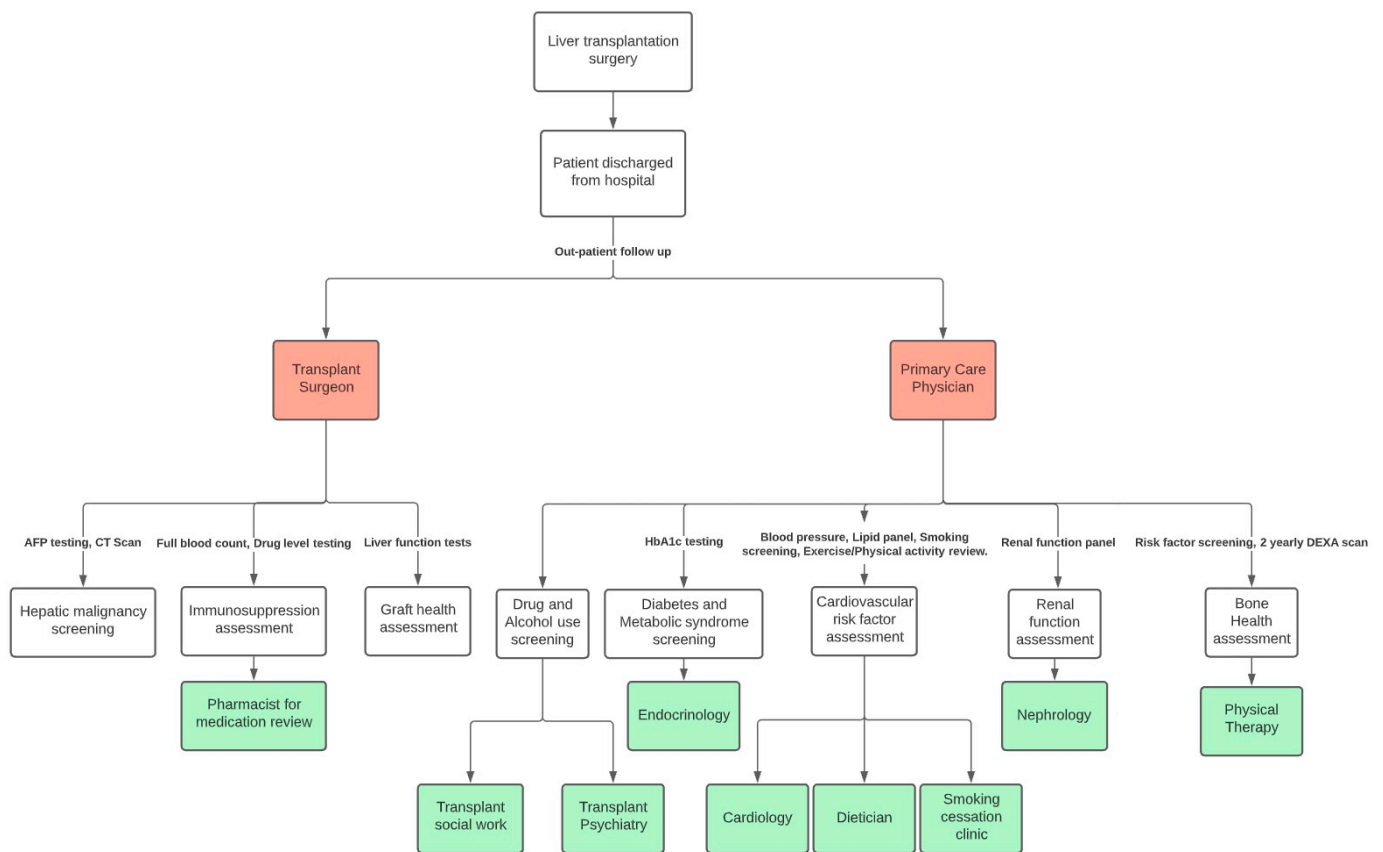 Liver transplantation
surgery
Patient discharged
from hospital
Out-patient follow up
Transplant
Surgeon
Primary Care
Physician
AFP testing, CT Scan
Full blood count, Drug level testing
Liver function tests
HbA1c testing
Blood pressure, Lipid panel, Smoking
screening, Exercise/Physical activity review.
Renal function panel
Risk factor screening, 2 yearly DEXA scan
Hepatic malignancy
screening
Immunosuppression
assessment
Graft health
assessment
Drug and
Alcohol use
screening
Diabetes and
Metabolic syndrome
screening
Cardiovascular
risk factor
assessment
Renal
function
assessment
Bone
Health
assessment
Pharmacist for
medication review
Endocrinology
Nephrology
Physical
Therapy
Transplant
social work
Transplant
Psychiatry
Cardiology
Dietician
Smoking
cessation
clinic